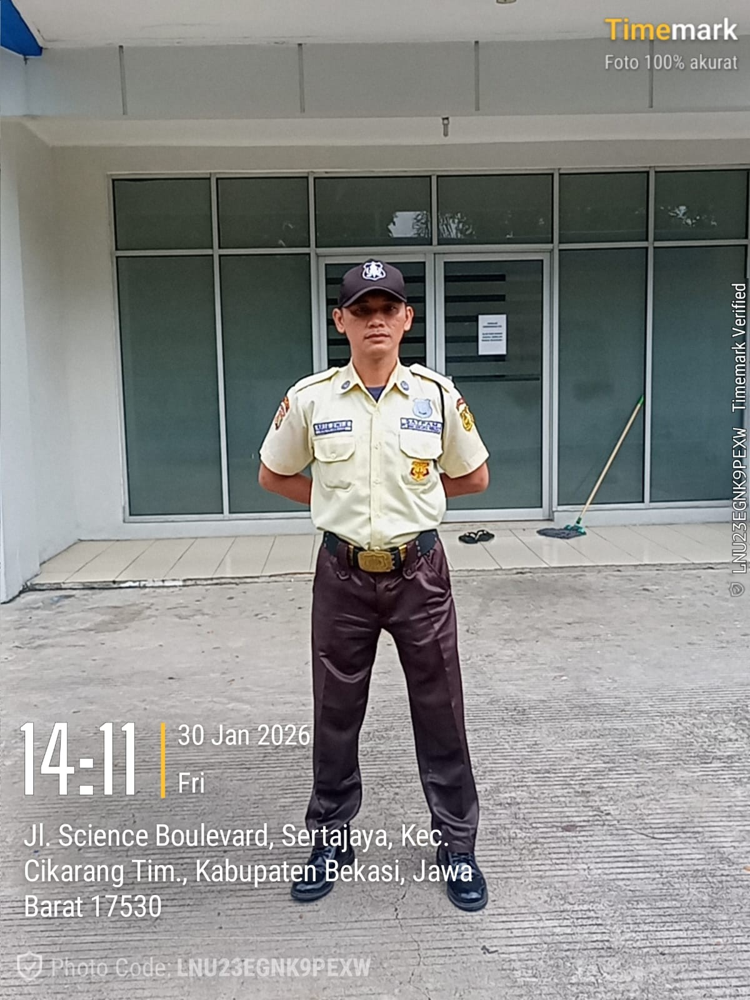 Timemark
Foto 100% akurat
SATPAM
LNU23EGNK9PEXW Timemark Verified
14:11
30 Jan 2026
Fri
Jl. Science Boulevard, Sertajaya, Kec.
Cikarang Tim., Kabupaten Bekasi, Jawa
Barat 17530
Photo Code: LNU23EGNK9PEXW